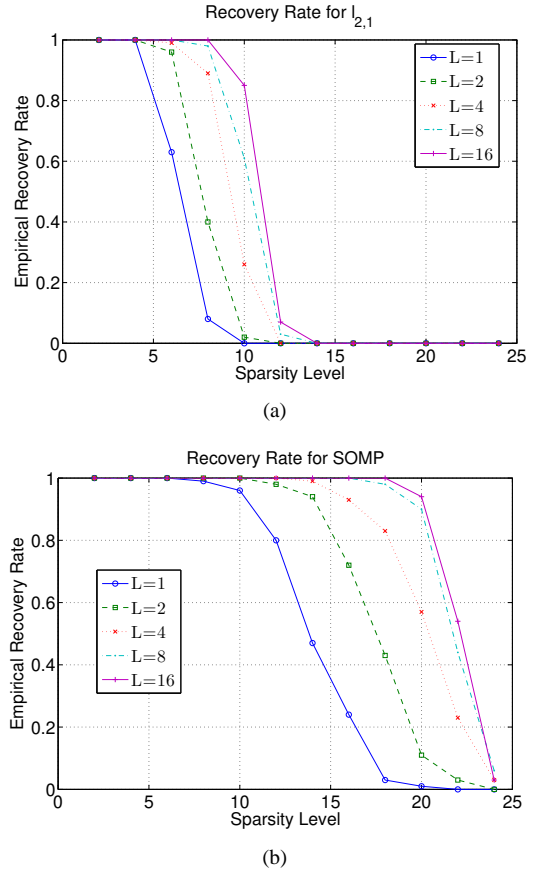 Recovery Rate for l2,1
1
0.8
0.6
0.4
0.2
0
Empirical Recovery Rate
L=1
L=2
L=4
L=8
L=16
0 5 10 15 20 25
Sparsity Level
(a)
Recovery Rate for SOMP
1
0.8
0.6
0.4
0.2
0
Empirical Recovery Rate
L=1
L=2
L=4
L=8
L=16
0 5 10 15 20 25
Sparsity Level
(b)